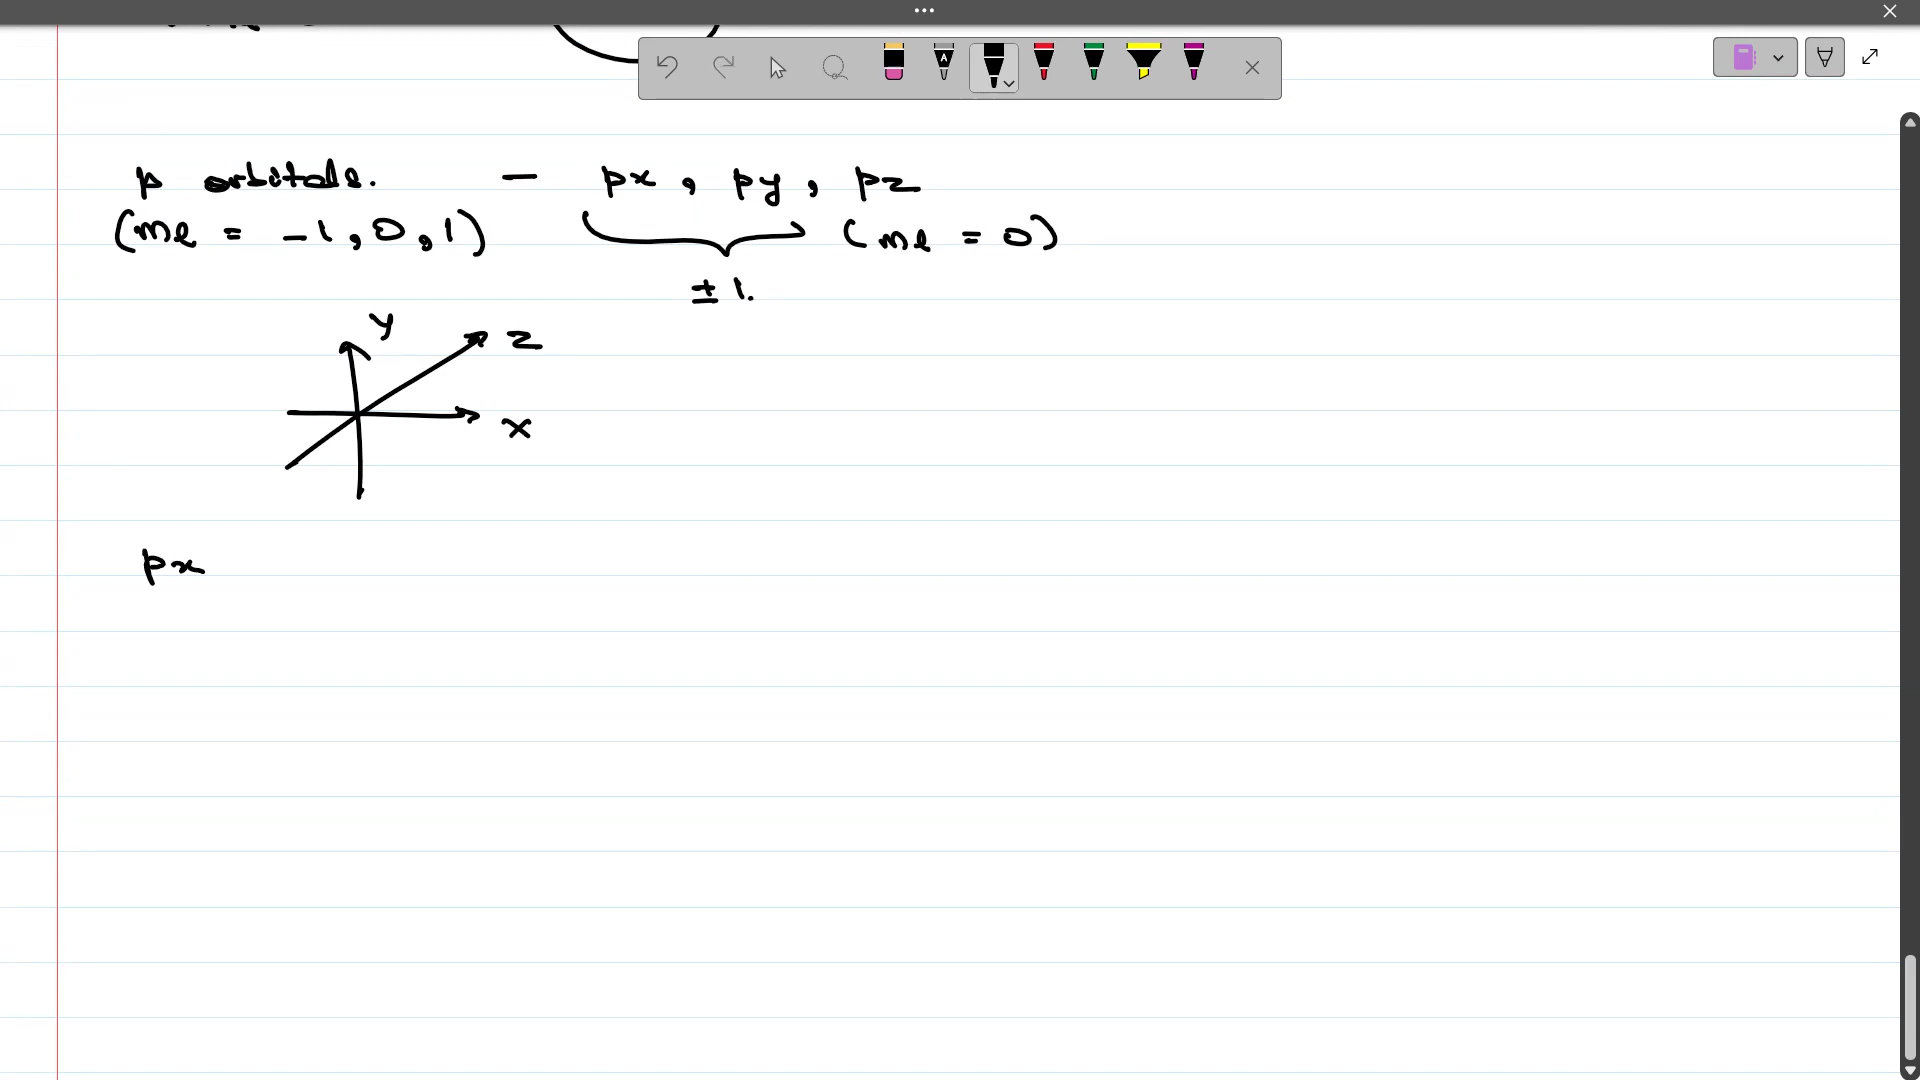 p orbitals. – px, py, pz
(ml = -1, 0, 1) (ml = 0)
± 1.
y
z
x
px